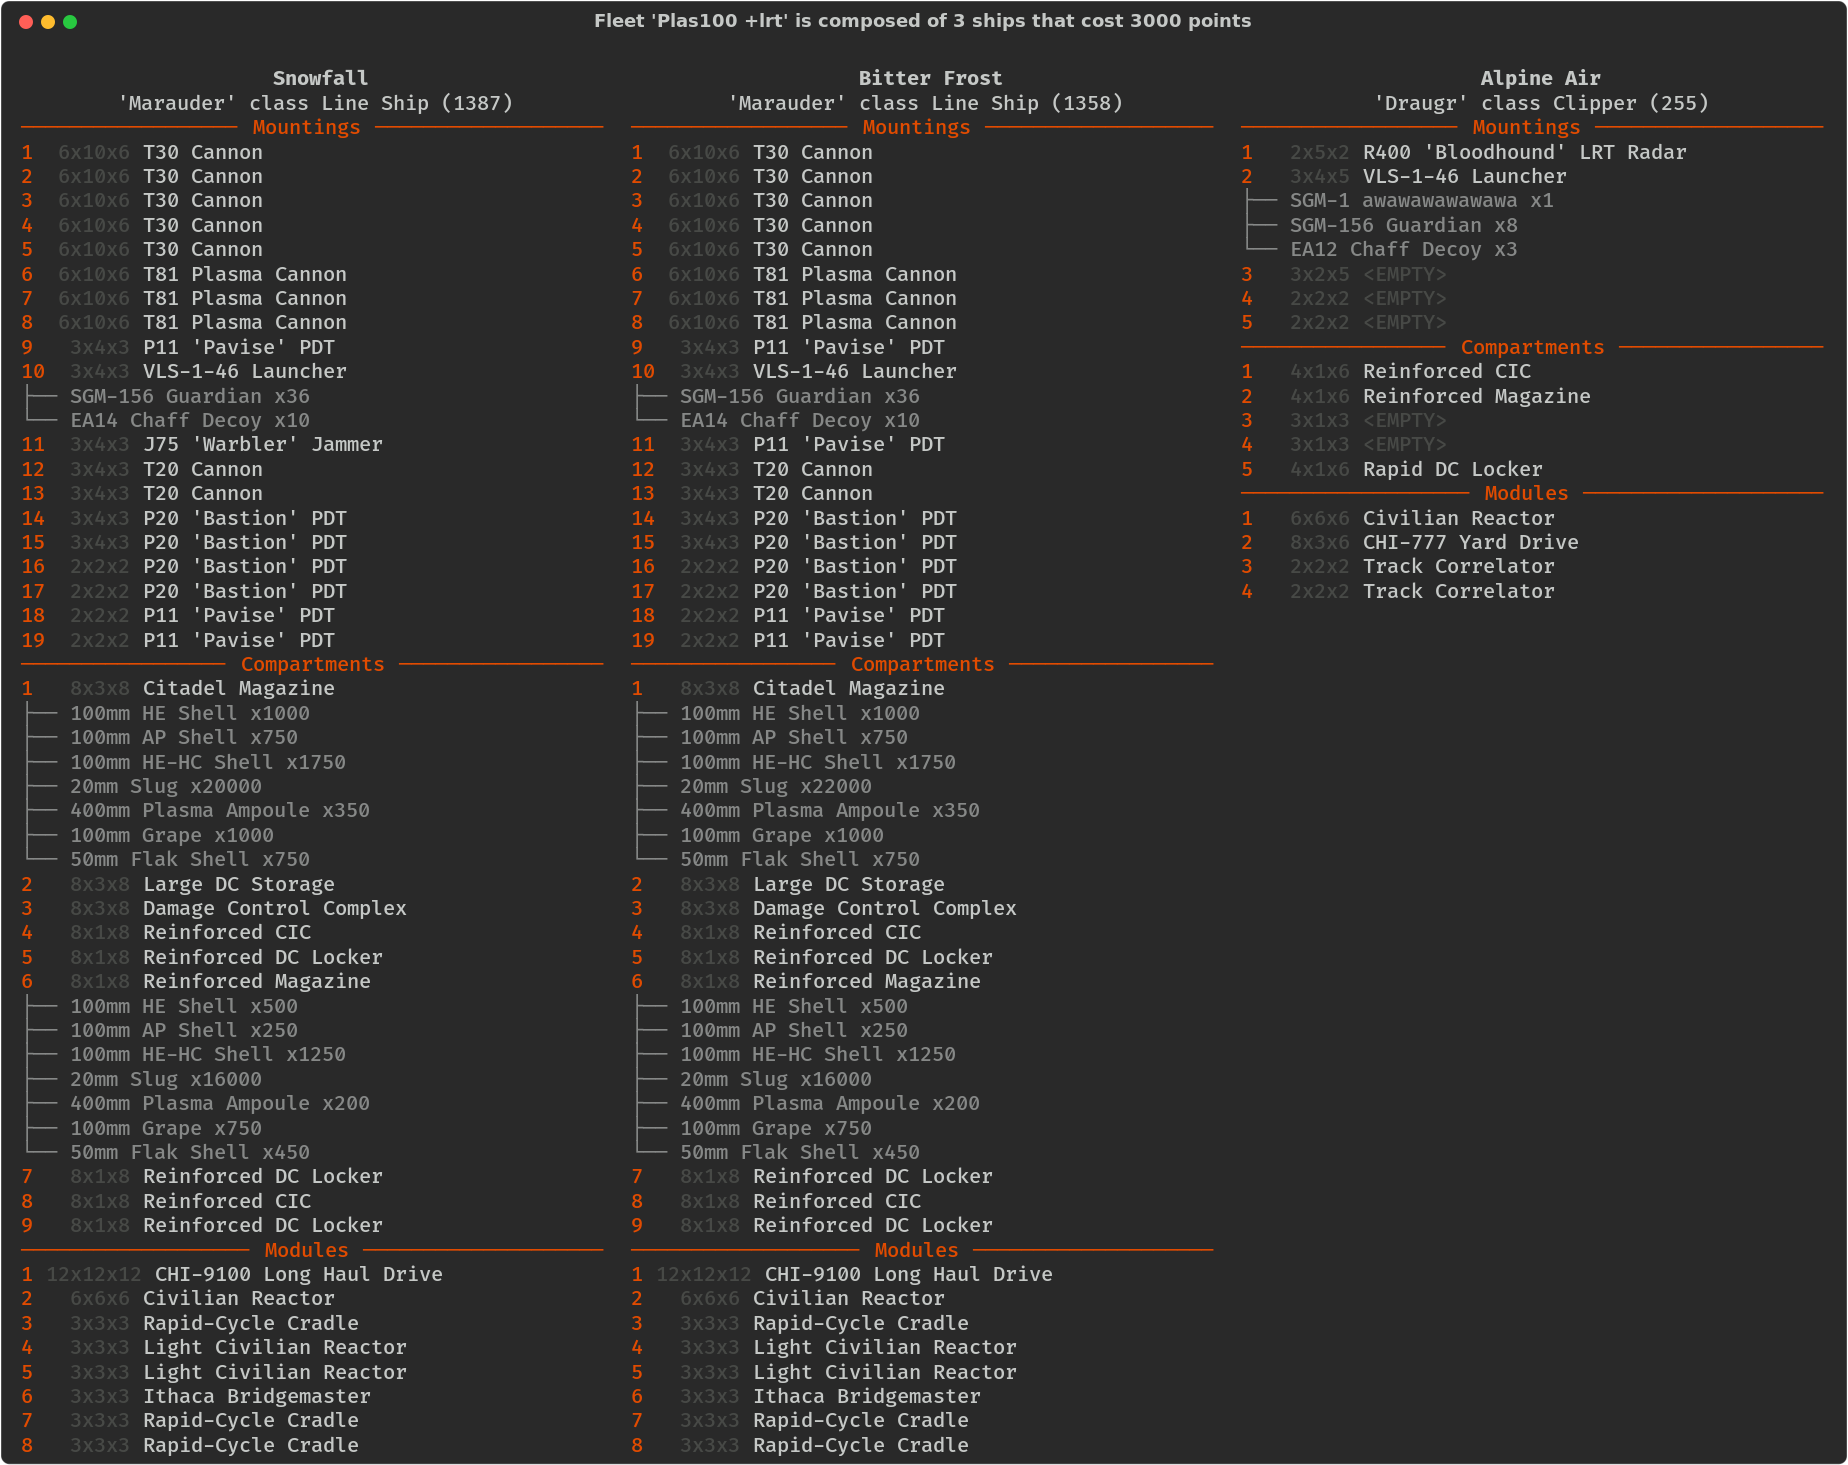 Fleet 'Plas100 +lrt' is composed of 3 ships that cost 3000 points
Snowfall
'Marauder' class Line Ship (1387)
Mountings
1 6x10x6 T30 Cannon
2 6x10x6 T30 Cannon
3 6x10x6 T30 Cannon
4 6x10x6 T30 Cannon
5 6x10x6 T30 Cannon
6 6x10x6 T81 Plasma Cannon
7 6x10x6 T81 Plasma Cannon
8 6x10x6 T81 Plasma Cannon
9 3x4x3 P11 'Pavise' PDT
10 3x4x3 VLS-1-46 Launcher
SGM-156 Guardian x36
EA14 Chaff Decoy x10
11 3x4x3 J75 'Warbler' Jammer
12 3x4x3 T20 Cannon
13 3x4x3 T20 Cannon
14 3x4x3 P20 'Bastion' PDT
15 3x4x3 P20 'Bastion' PDT
16 2x2x2 P20 'Bastion' PDT
17 2x2x2 P20 'Bastion' PDT
18 2x2x2 P11 'Pavise' PDT
19 2x2x2 P11 'Pavise' PDT
Compartments
1 8x3x8 Citadel Magazine
100mm HE Shell x1000
100mm AP Shell x750
100mm HE-HC Shell x1750
20mm Slug x20000
400mm Plasma Ampoule x350
100mm Grape x1000
50mm Flak Shell x750
2 8x3x8 Large DC Storage
3 8x3x8 Damage Control Complex
4 8x1x8 Reinforced CIC
5 8x1x8 Reinforced DC Locker
6 8x1x8 Reinforced Magazine
100mm HE Shell x500
100mm AP Shell x250
100mm HE-HC Shell x1250
20mm Slug x16000
400mm Plasma Ampoule x200
100mm Grape x750
50mm Flak Shell x450
7 8x1x8 Reinforced DC Locker
8 8x1x8 Reinforced CIC
9 8x1x8 Reinforced DC Locker
Modules
1 12x12x12 CHI-9100 Long Haul Drive
2 6x6x6 Civilian Reactor
3 3x3x3 Rapid-Cycle Cradle
4 3x3x3 Light Civilian Reactor
5 3x3x3 Light Civilian Reactor
6 3x3x3 Ithaca Bridgemaster
7 3x3x3 Rapid-Cycle Cradle
8 3x3x3 Rapid-Cycle Cradle
Bitter Frost
'Marauder' class Line Ship (1358)
Mountings
1 6x10x6 T30 Cannon
2 6x10x6 T30 Cannon
3 6x10x6 T30 Cannon
4 6x10x6 T30 Cannon
5 6x10x6 T30 Cannon
6 6x10x6 T81 Plasma Cannon
7 6x10x6 T81 Plasma Cannon
8 6x10x6 T81 Plasma Cannon
9 3x4x3 P11 'Pavise' PDT
10 3x4x3 VLS-1-46 Launcher
SGM-156 Guardian x36
EA14 Chaff Decoy x10
11 3x4x3 P11 'Pavise' PDT
12 3x4x3 T20 Cannon
13 3x4x3 T20 Cannon
14 3x4x3 P20 'Bastion' PDT
15 3x4x3 P20 'Bastion' PDT
16 2x2x2 P20 'Bastion' PDT
17 2x2x2 P20 'Bastion' PDT
18 2x2x2 P11 'Pavise' PDT
19 2x2x2 P11 'Pavise' PDT
Compartments
1 8x3x8 Citadel Magazine
100mm HE Shell x1000
100mm AP Shell x750
100mm HE-HC Shell x1750
20mm Slug x22000
400mm Plasma Ampoule x350
100mm Grape x1000
50mm Flak Shell x750
2 8x3x8 Large DC Storage
3 8x3x8 Damage Control Complex
4 8x1x8 Reinforced CIC
5 8x1x8 Reinforced DC Locker
6 8x1x8 Reinforced Magazine
100mm HE Shell x500
100mm AP Shell x250
100mm HE-HC Shell x1250
20mm Slug x16000
400mm Plasma Ampoule x200
100mm Grape x750
50mm Flak Shell x450
7 8x1x8 Reinforced DC Locker
8 8x1x8 Reinforced CIC
9 8x1x8 Reinforced DC Locker
Modules
1 12x12x12 CHI-9100 Long Haul Drive
2 6x6x6 Civilian Reactor
3 3x3x3 Rapid-Cycle Cradle
4 3x3x3 Light Civilian Reactor
5 3x3x3 Light Civilian Reactor
6 3x3x3 Ithaca Bridgemaster
7 3x3x3 Rapid-Cycle Cradle
8 3x3x3 Rapid-Cycle Cradle
Alpine Air
'Draugr' class Clipper (255)
Mountings
1 2x5x2 R400 'Bloodhound' LRT Radar
2 3x4x5 VLS-1-46 Launcher
SGM-1 awawawawawawa x1
SGM-156 Guardian x8
EA12 Chaff Decoy x3
3 3x2x5 <EMPTY>
4 2x2x2 <EMPTY>
5 2x2x2 <EMPTY>
Compartments
1 4x1x6 Reinforced CIC
2 4x1x6 Reinforced Magazine
3 3x1x3 <EMPTY>
4 3x1x3 <EMPTY>
5 4x1x6 Rapid DC Locker
Modules
1 6x6x6 Civilian Reactor
2 8x3x6 CHI-777 Yard Drive
3 2x2x2 Track Correlator
4 2x2x2 Track Correlator